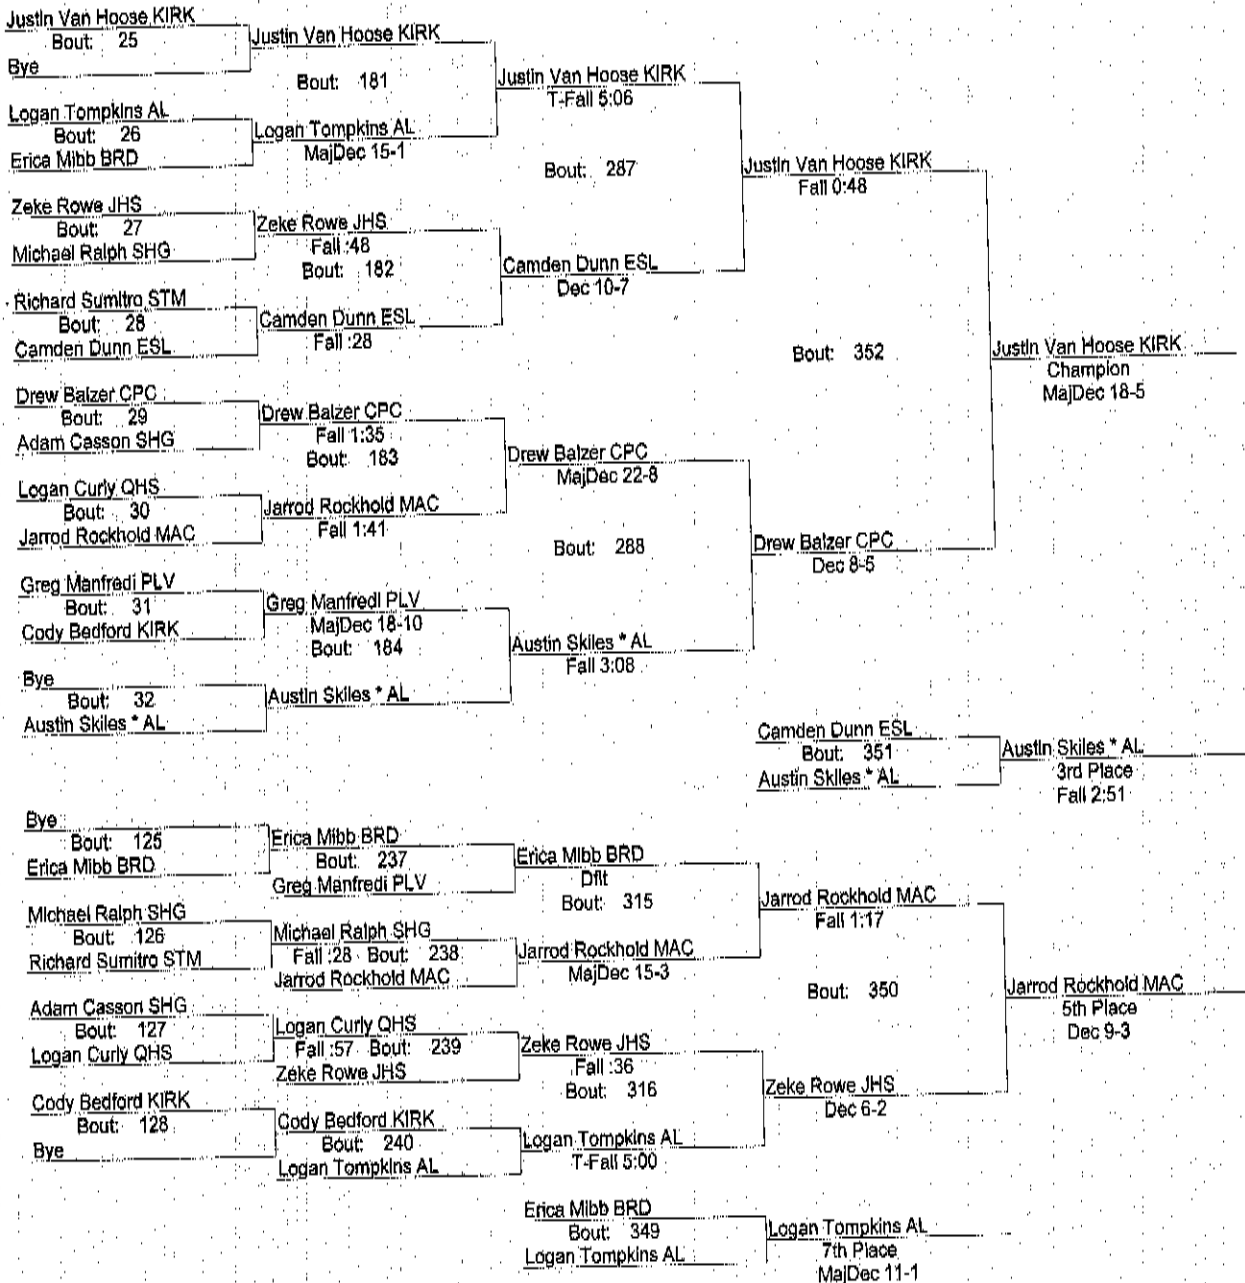 Justin Van Hoose KIRK
Bout: 25
Bye
Justin Van Hoose KIRK
Bout: 181
Logan Tompkins AL
Bout: 26
Erica Mibb BRD
Logan Tompkins AL
MajDec 15-1
Justin Van Hoose KIRK
T-Fall 5:06
Bout: 287
Zeke Rowe JHS
Bout: 27
Michael Ralph SHG
Zeke Rowe JHS
Fall :48
Bout: 182
Richard Sumitro STM
Bout: 28
Camden Dunn ESL
Camden Dunn ESL
Fall :28
Camden Dunn ESL
Dec 10-7
Justin Van Hoose KIRK
Fall 0:48
Bout: 352
Drew Balzer CPC
Bout: 29
Adam Casson SHG
Drew Balzer CPC
Fall 1:35
Bout: 183
Logan Curly QHS
Bout: 30
Jarrod Rockhold MAC
Jarrod Rockhold MAC
Fall 1:41
Drew Balzer CPC
MajDec 22-8
Bout: 288
Greg Manfredi PLV
Bout: 31
Cody Bedford KIRK
Greg Manfredi PLV
MajDec 18-10
Bout: 184
Bye
Bout: 32
Austin Skiles * AL
Austin Skiles * AL
Austin Skiles * AL
Fall 3:08
Drew Balzer CPC
Dec 8-5
Justin Van Hoose KIRK
Champion
MajDec 18-5
Camden Dunn ESL
Bout: 351
Austin Skiles * AL
Austin Skiles * AL
3rd Place
Fall 2:51
Bye
Bout: 125
Erica Mibb BRD
Erica Mibb BRD
Bout: 237
Greg Manfredi PLV
Erica Mibb BRD
Dflt
Bout: 315
Michael Ralph SHG
Bout: 126
Richard Sumitro STM
Michael Ralph SHG
Fall :28 Bout: 238
Jarrod Rockhold MAC
Jarrod Rockhold MAC
MajDec 15-3
Jarrod Rockhold MAC
Fall 1:17
Bout: 350
Adam Casson SHG
Bout: 127
Logan Curly QHS
Logan Curly QHS
Fall :57 Bout: 239
Zeke Rowe JHS
Zeke Rowe JHS
Fall :36
Bout: 316
Cody Bedford KIRK
Bout: 128
Bye
Cody Bedford KIRK
Bout: 240
Logan Tompkins AL
Logan Tompkins AL
T-Fall 5:00
Zeke Rowe JHS
Dec 6-2
Jarrod Rockhold MAC
5th Place
Dec 9-3
Erica Mibb BRD
Bout: 349
Logan Tompkins AL
Logan Tompkins AL
7th Place
MajDec 11-1